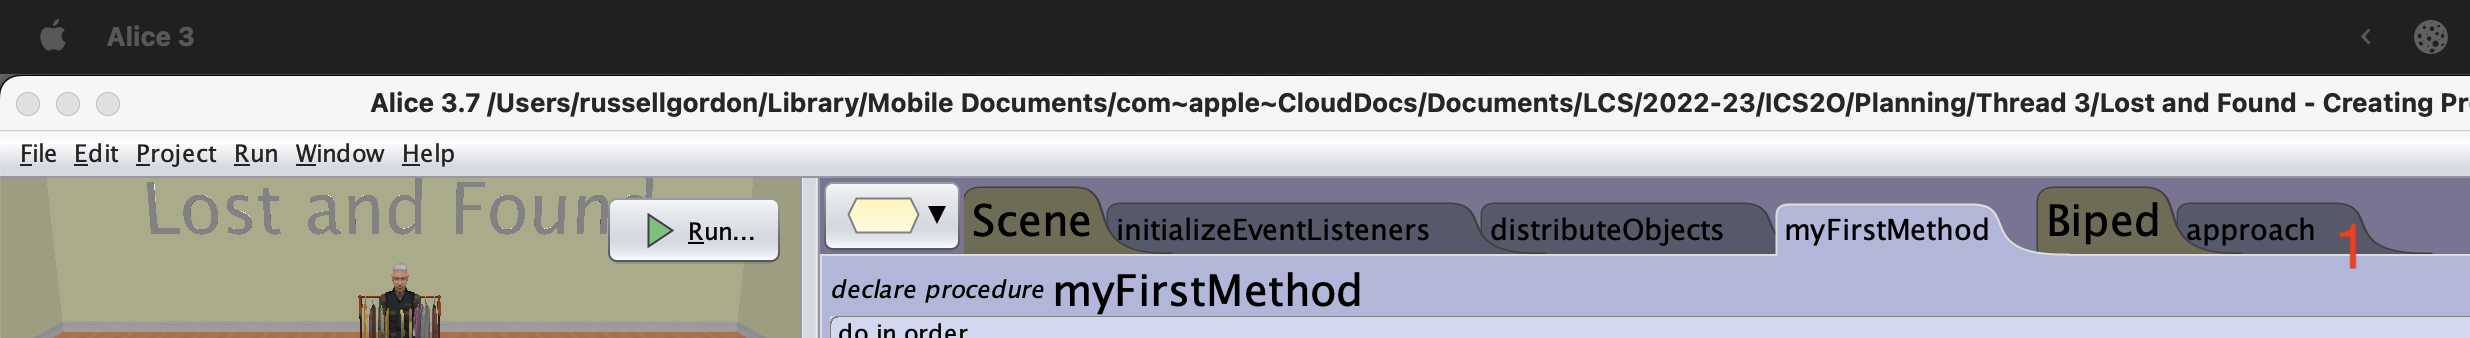 Alice 3
Alice 3.7 /Users/russellgordon/Library/Mobile Documents/com~apple~CloudDocs/Documents/LCS/2022-23/ICS2O/Planning/Thread 3/Lost and Found - Creating Pr
File Edit Project Run Window Help
Lost and Found
Run...
Scene initializeEventListeners distributeObjects myFirstMethod Biped approach 1
declare procedure myFirstMethod
do in order